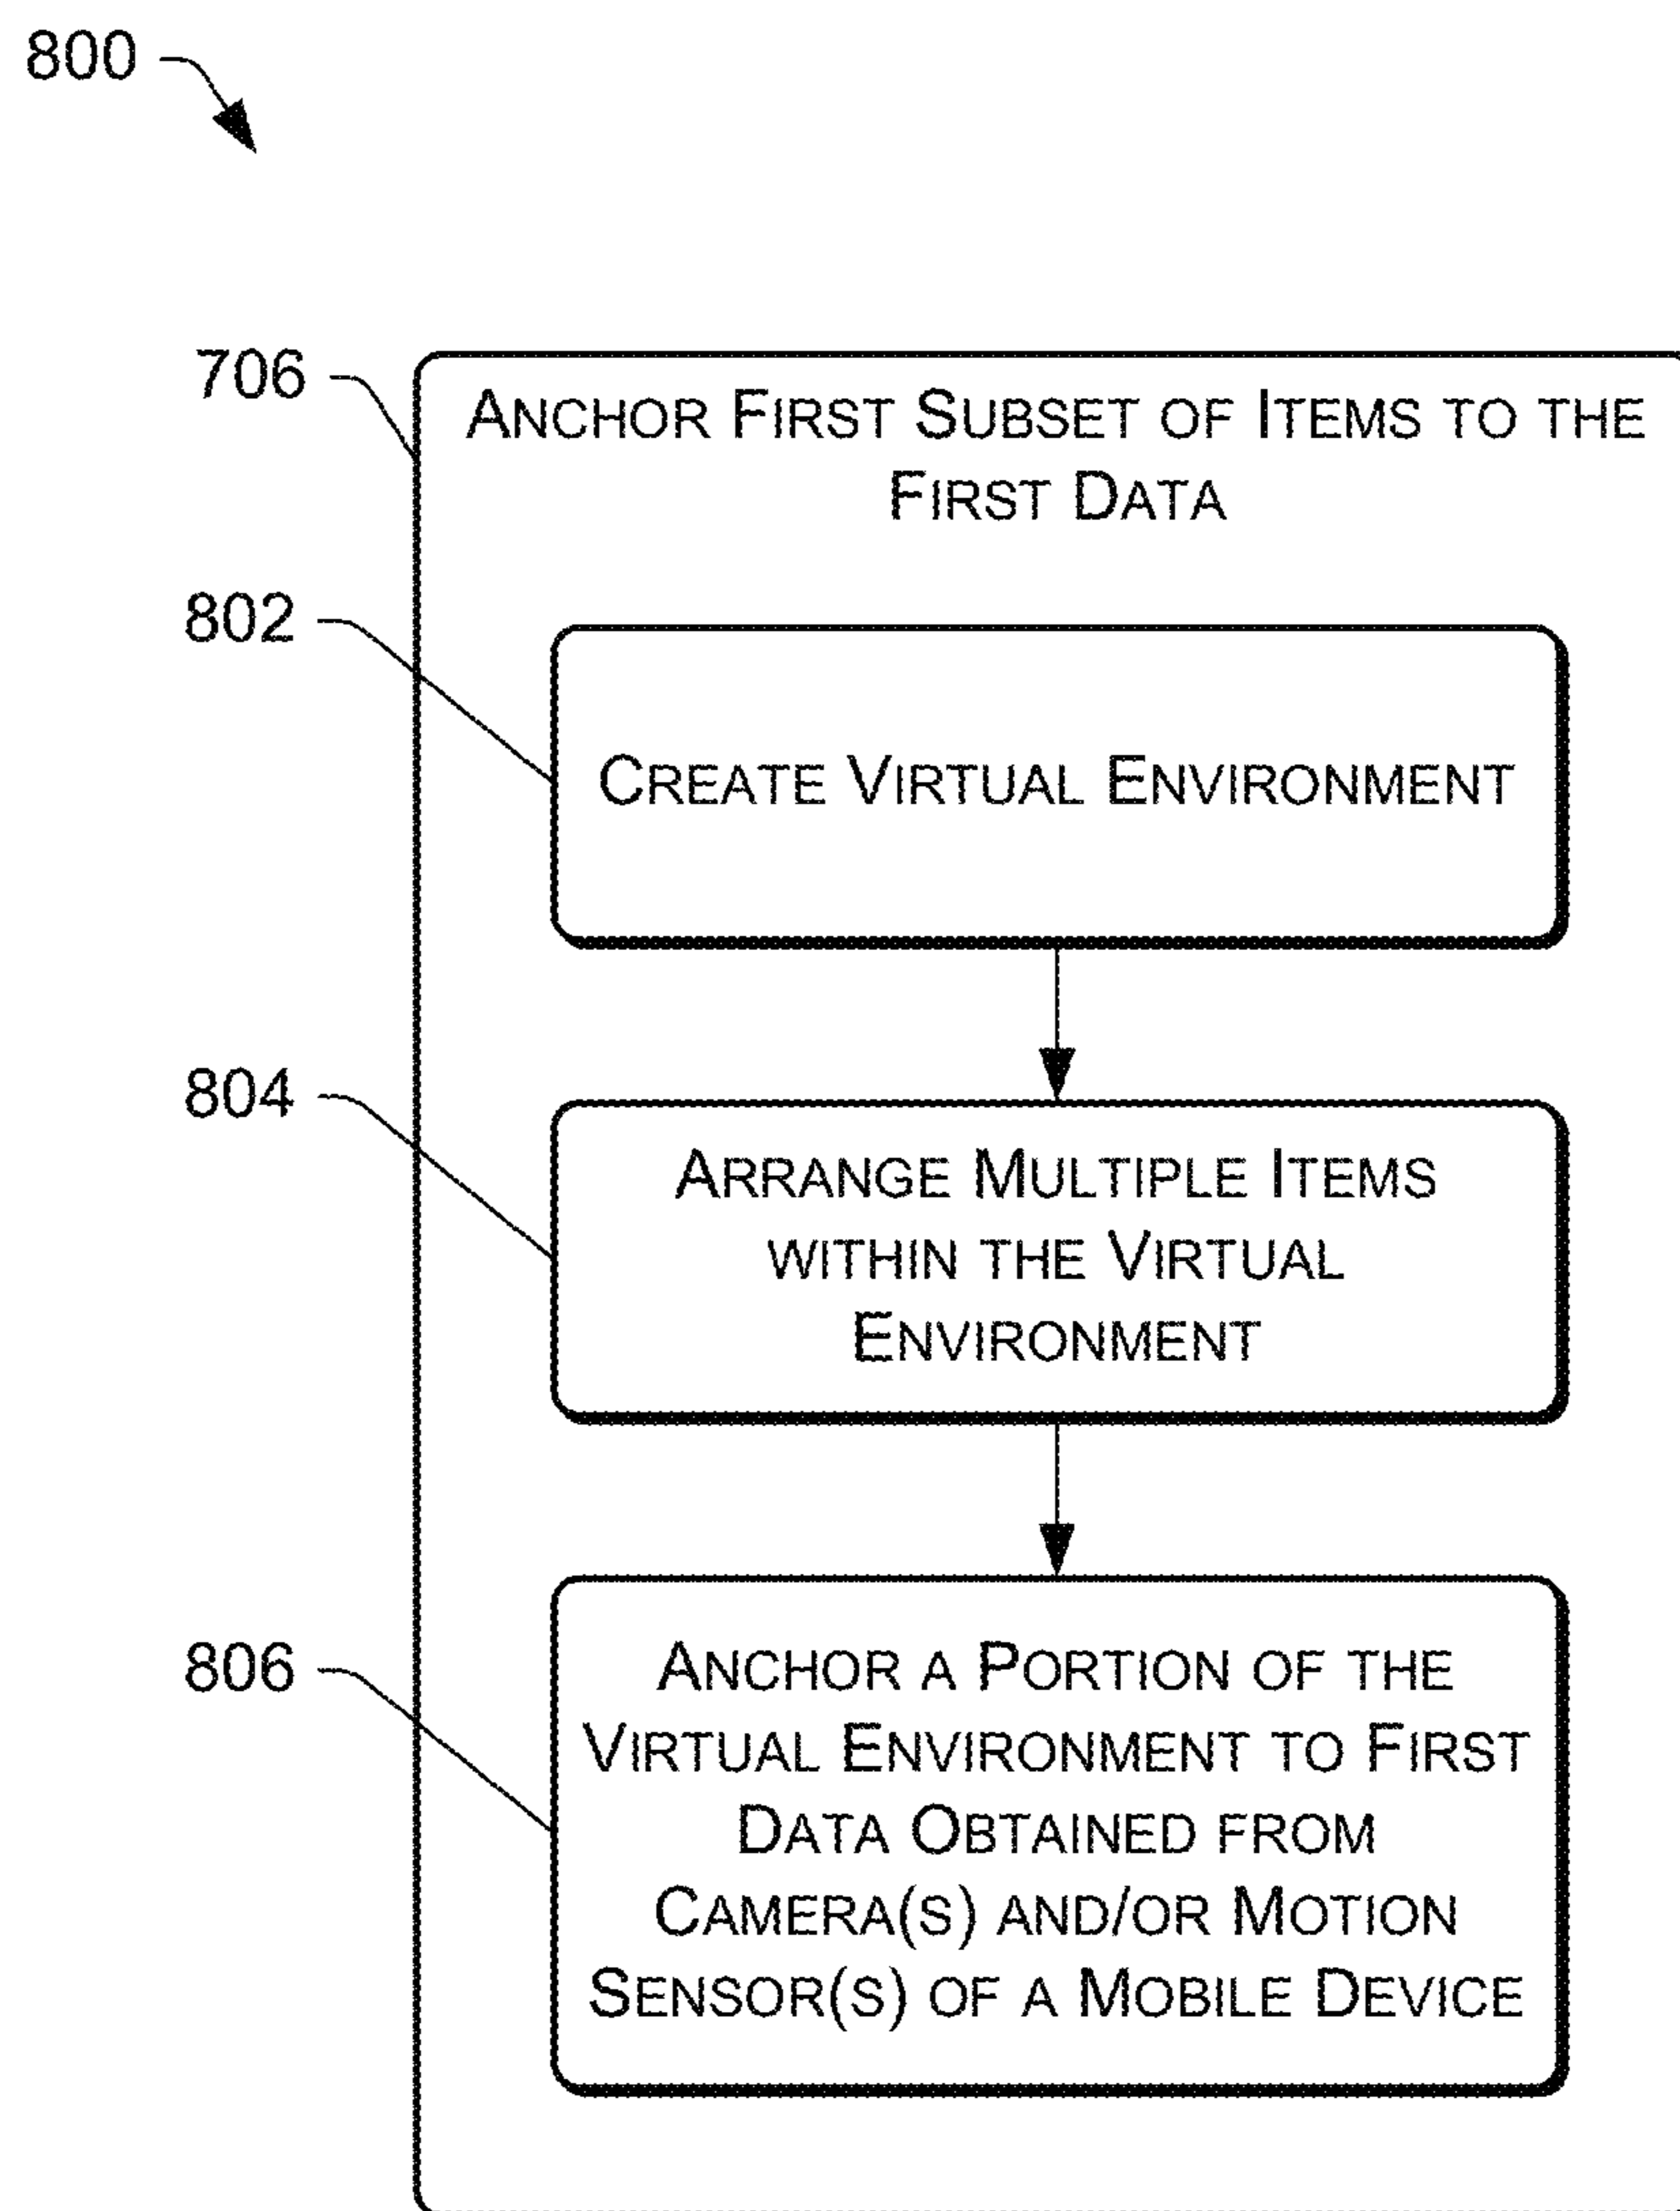 800
706
ANCHOR FIRST SUBSET OF ITEMS TO THE
FIRST DATA
802
CREATE VIRTUAL ENVIRONMENT
804
ARRANGE MULTIPLE ITEMS
WITHIN THE VIRTUAL
ENVIRONMENT
806
ANCHOR A PORTION OF THE
VIRTUAL ENVIRONMENT TO FIRST
DATA OBTAINED FROM
CAMERA(S) AND/OR MOTION
SENSOR(S) OF A MOBILE DEVICE